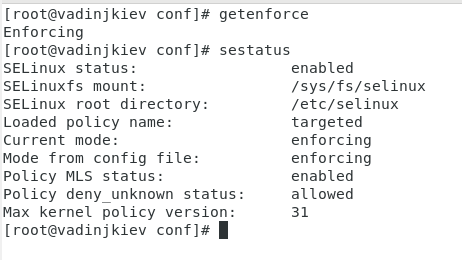 [root@vadinjkiev conf]# getenforce
Enforcing
[root@vadinjkiev conf]# sestatus
SELinux status:                 enabled
SELinuxfs mount:                /sys/fs/selinux
SELinux root directory:         /etc/selinux
Loaded policy name:             targeted
Current mode:                   enforcing
Mode from config file:          enforcing
Policy MLS status:              enabled
Policy deny_unknown status:     allowed
Max kernel policy version:      31
[root@vadinjkiev conf]#